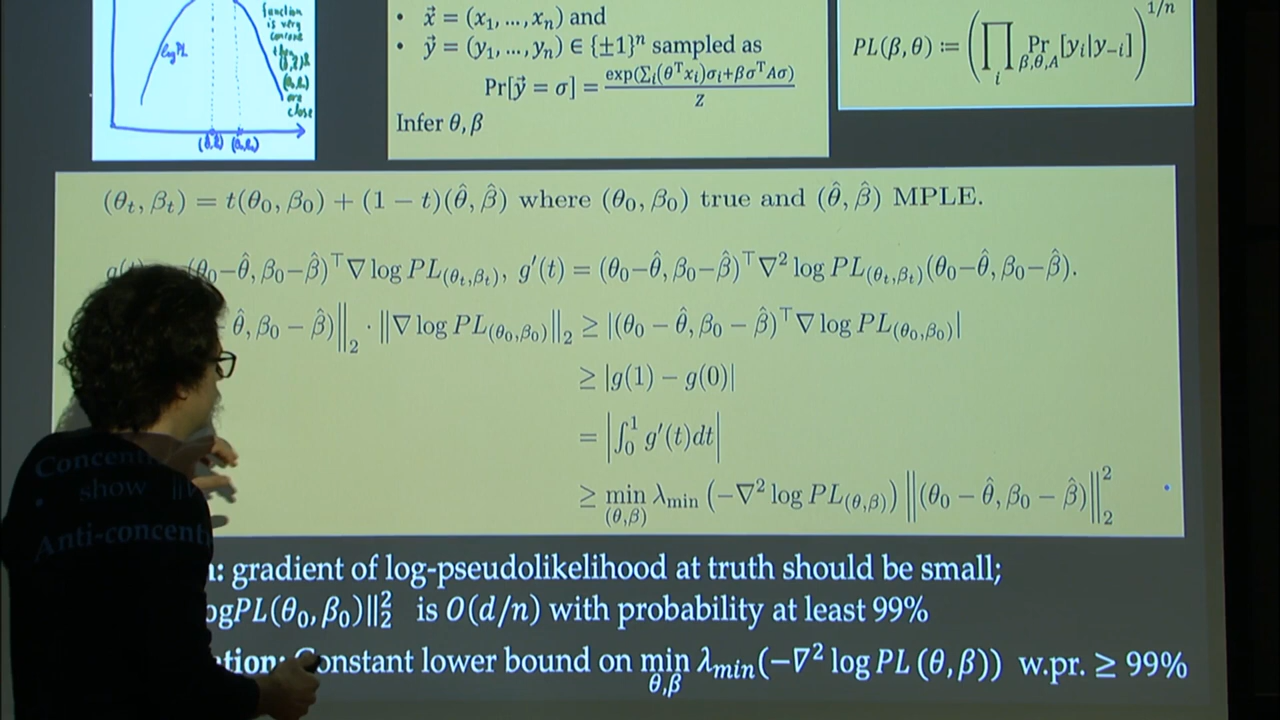 function
is very
concave
log PL
are
close
• x⃗ = (x₁, ..., xₙ) and
• y⃗ = (y₁, ..., yₙ) ∈ {±1}ⁿ sampled as
Pr[y⃗ = σ] = exp(Σᵢ(θᵀxᵢ)σᵢ+βσᵀAσ) / Z
Infer θ, β
PL(β, θ) ≔ (∏ᵢ Pr_{β,θ,A}[yᵢ|y₋ᵢ])^{1/n}
(θₜ, βₜ) = t(θ₀, β₀) + (1 − t)(θ̂, β̂) where (θ₀, β₀) true and (θ̂, β̂) MPLE.
(θ₀−θ̂, β₀−β̂)^⊤∇ log PL_{(θₜ,βₜ)}, g′(t) = (θ₀−θ̂, β₀−β̂)^⊤∇² log PL_{(θₜ,βₜ)}(θ₀−θ̂, β₀−β̂).
θ̂, β₀ − β̂)‖₂ · ‖∇ log PL_{(θ₀,β₀)}‖₂ ≥ |(θ₀ − θ̂, β₀ − β̂)^⊤∇ log PL_{(θ₀,β₀)}|
≥ |g(1) − g(0)|
= |∫₀¹ g′(t)dt|
≥ min_{(θ,β)} λ_min (−∇² log PL_{(θ,β)}) ‖(θ₀ − θ̂, β₀ − β̂)‖₂²
gradient of log-pseudolikelihood at truth should be small;
• show PL(θ₀, β₀)‖₂² is O(d/n) with probability at least 99%
Constant lower bound on min_{θ,β} λ_min(−∇² log PL (θ, β)) w.pr. ≥ 99%